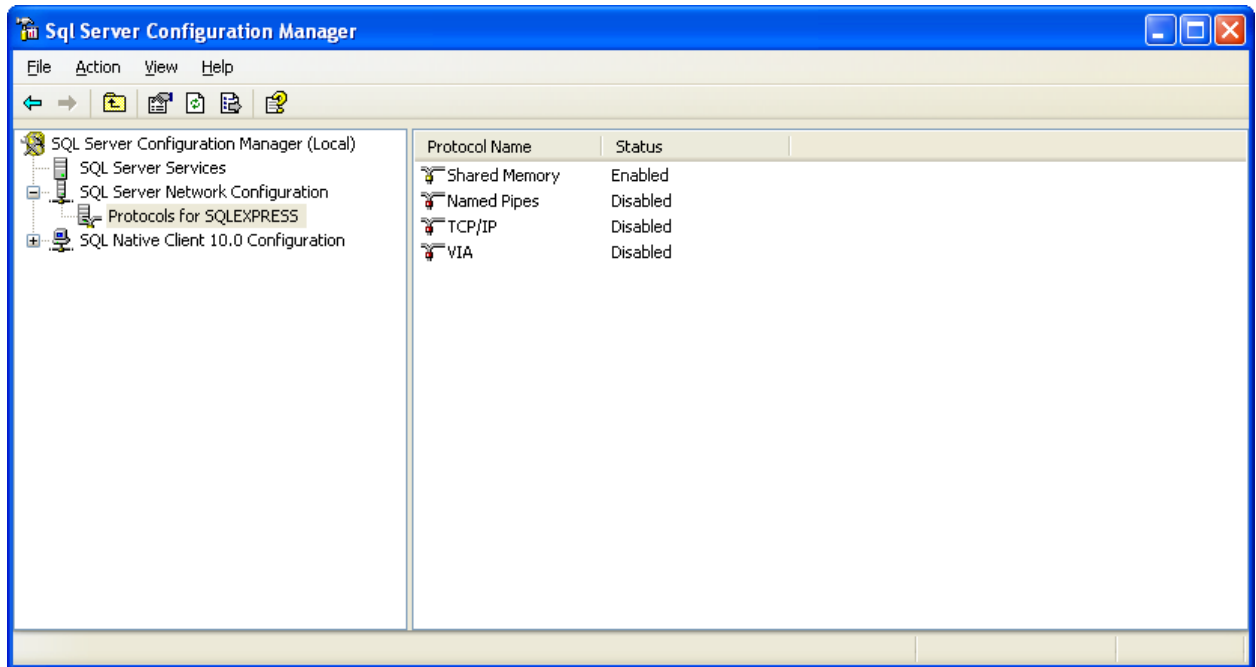 Sql Server Configuration Manager
File Action View Help
SQL Server Configuration Manager (Local)
SQL Server Services
SQL Server Network Configuration
Protocols for SQLEXPRESS
SQL Native Client 10.0 Configuration
Protocol Name Status
Shared Memory Enabled
Named Pipes Disabled
TCP/IP Disabled
VIA Disabled